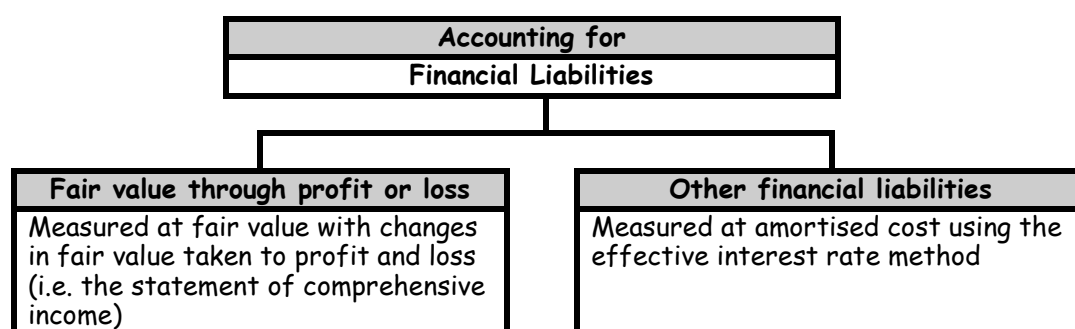 Accounting for
Financial Liabilities
Fair value through profit or loss
Measured at fair value with changes
in fair value taken to profit and loss
(i.e. the statement of comprehensive
income)
Other financial liabilities
Measured at amortised cost using the
effective interest rate method